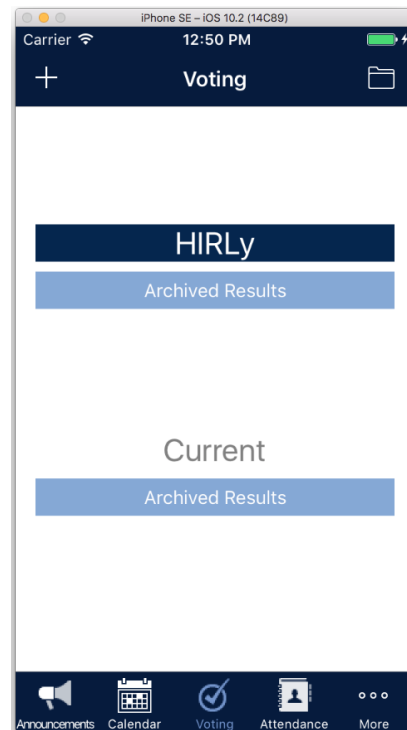 iPhone SE – iOS 10.2 (14C89)
Carrier 12:50 PM
+ Voting
HIRLy
Archived Results
Current
Archived Results
Announcements Calendar Voting Attendance More